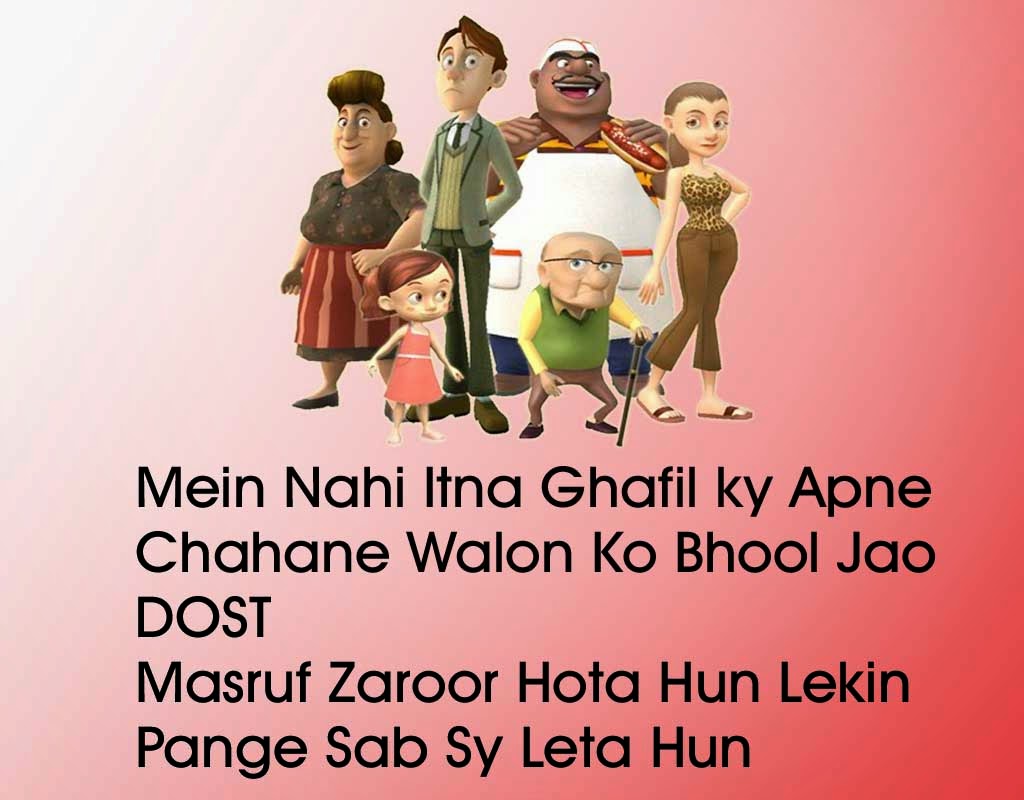 Mein Nahi Itna Ghafil ky Apne
Chahane Walon Ko Bhool Jao
DOST
Masruf Zaroor Hota Hun Lekin
Pange Sab Sy Leta Hun